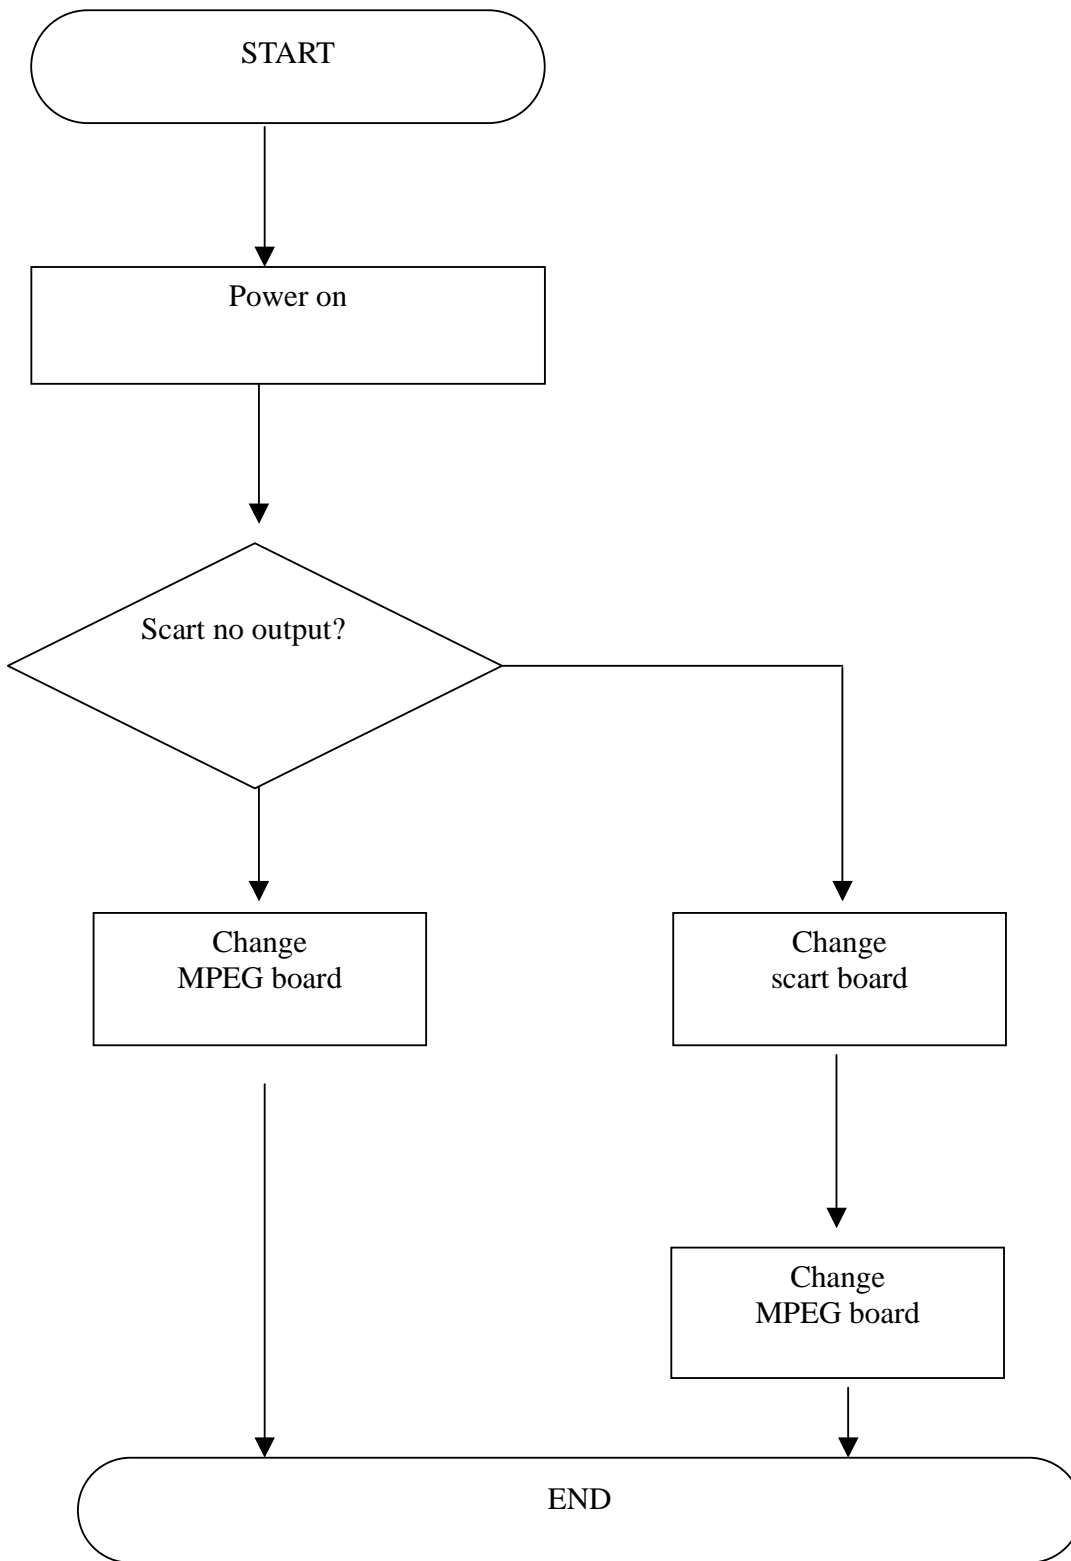 START
Power on
Scart no output?
Change
MPEG board
Change
scart board
Change
MPEG board
END